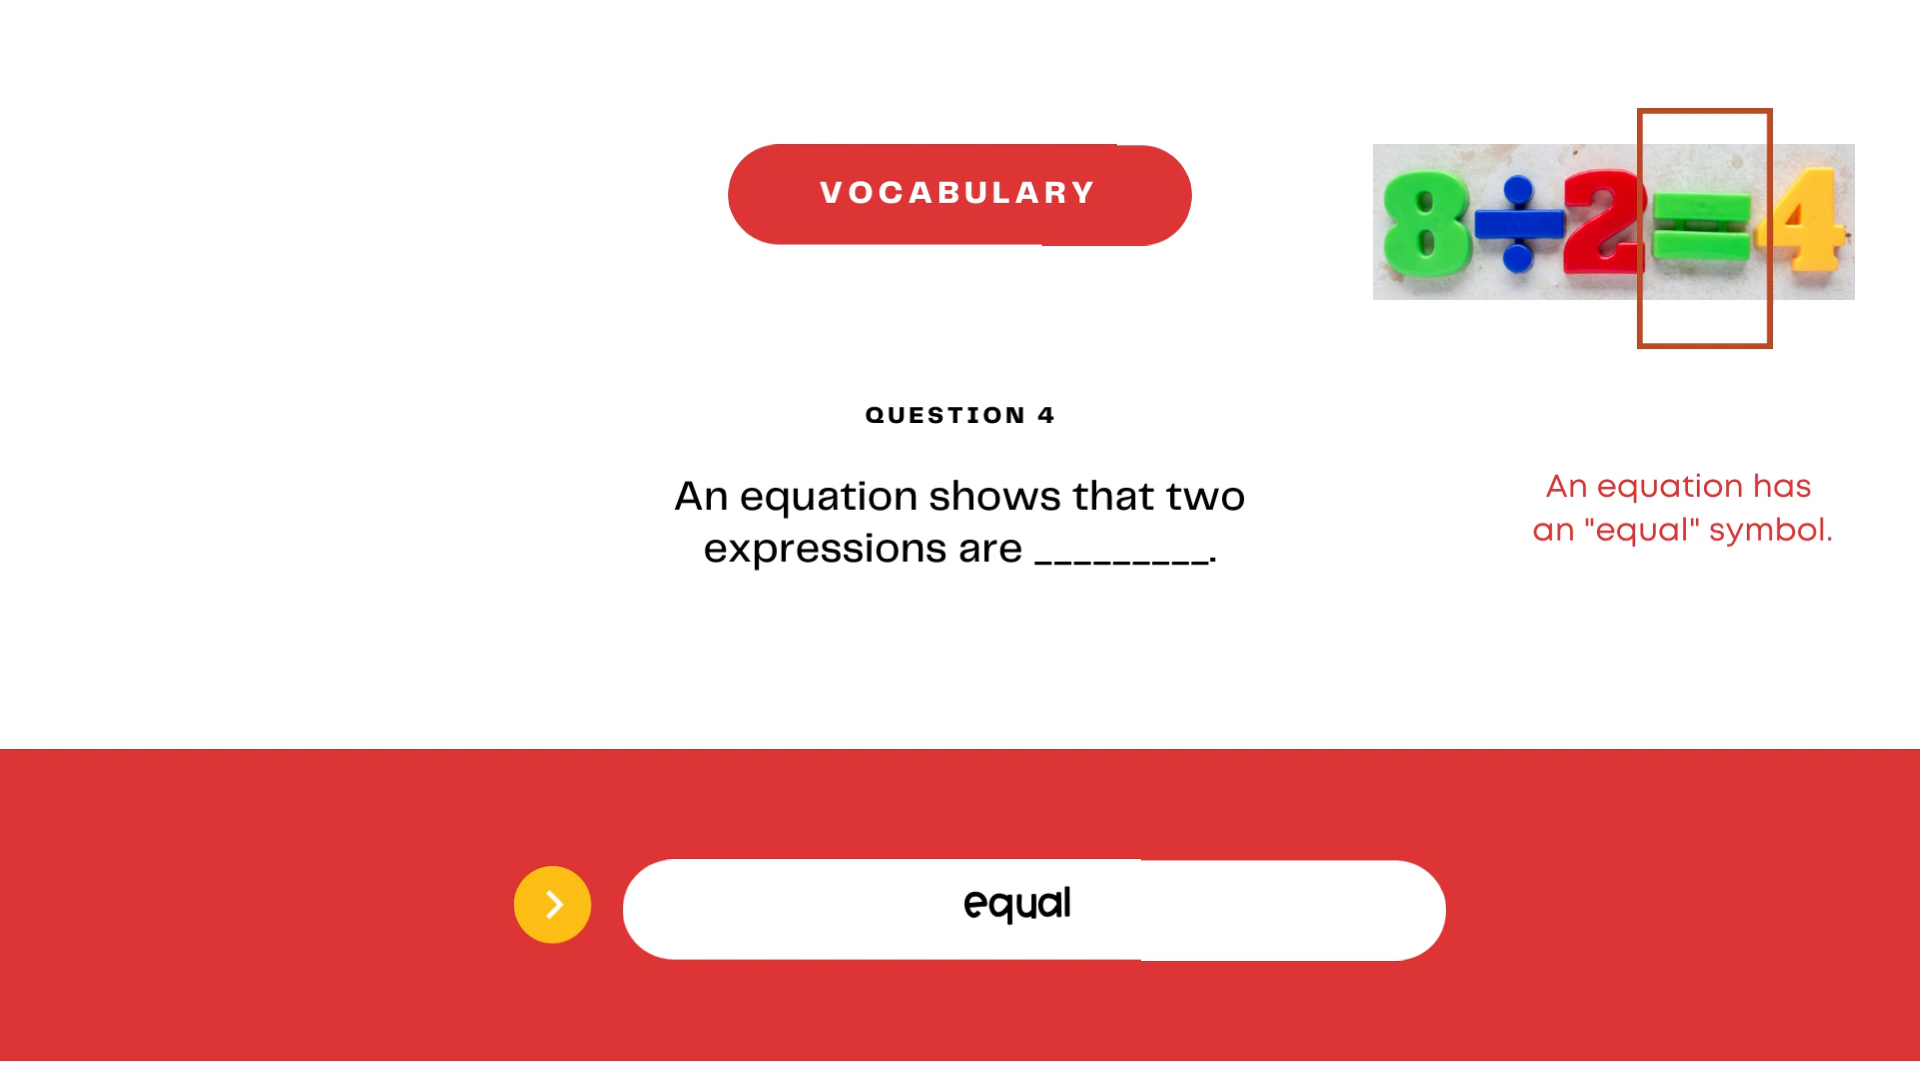 VOCABULARY
8÷2=4
QUESTION 4
An equation shows that two
expressions are _________.
An equation has
an "equal" symbol.
equal